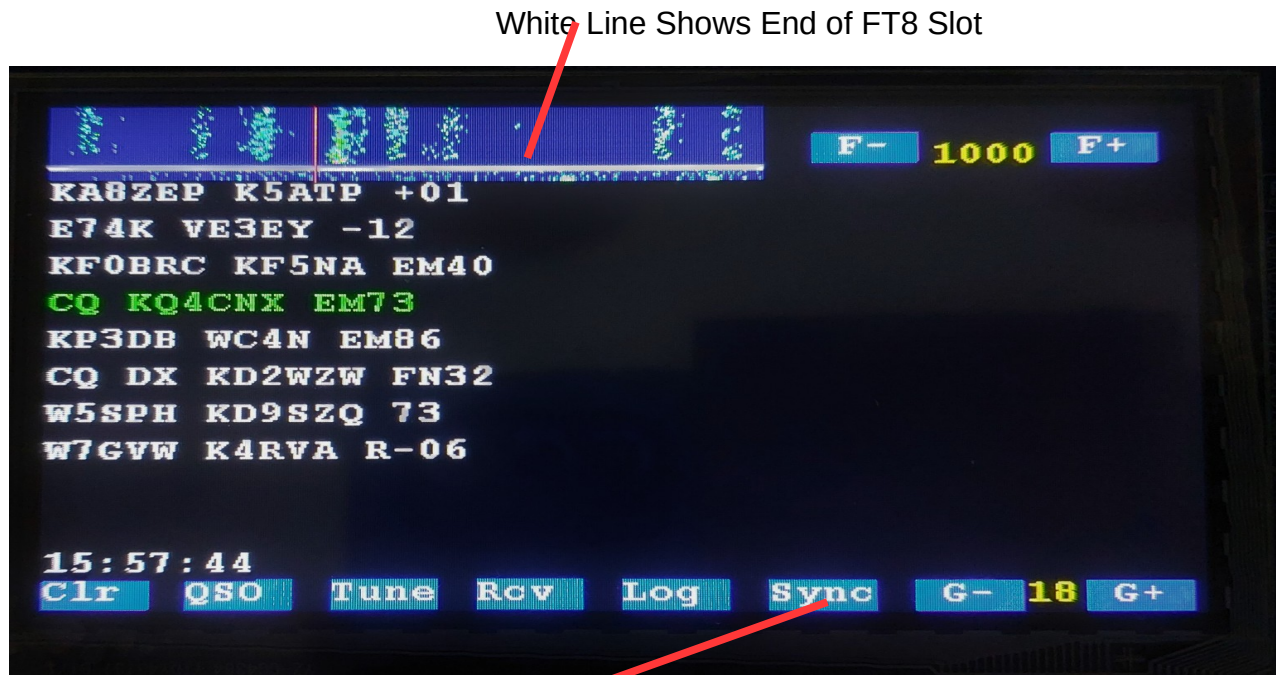 White Line Shows End of FT8 Slot
F- 1000 F+
KA8ZEP K5ATP +01
E74K VE3EY -12
KF0BRC KF5NA EM40
CQ KQ4CNX EM73
KP3DB WC4N EM86
CQ DX KD2WZW FN32
W5SPH KD9SZQ 73
W7GVW K4RVA R-06
15:57:44
Clr QSO Tune Rcv Log Sync G- 18 G+